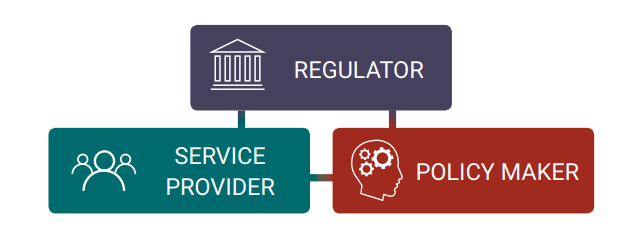 REGULATOR
SERVICE
PROVIDER
POLICY MAKER